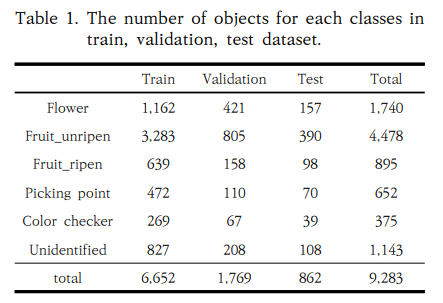 Table 1. The number of objects for each classes in
train, validation, test dataset.
Train Validation Test Total
Flower 1,162 421 157 1,740
Fruit_unripen 3,283 805 390 4,478
Fruit_ripen 639 158 98 895
Picking point 472 110 70 652
Color checker 269 67 39 375
Unidentified 827 208 108 1,143
total 6,652 1,769 862 9,283